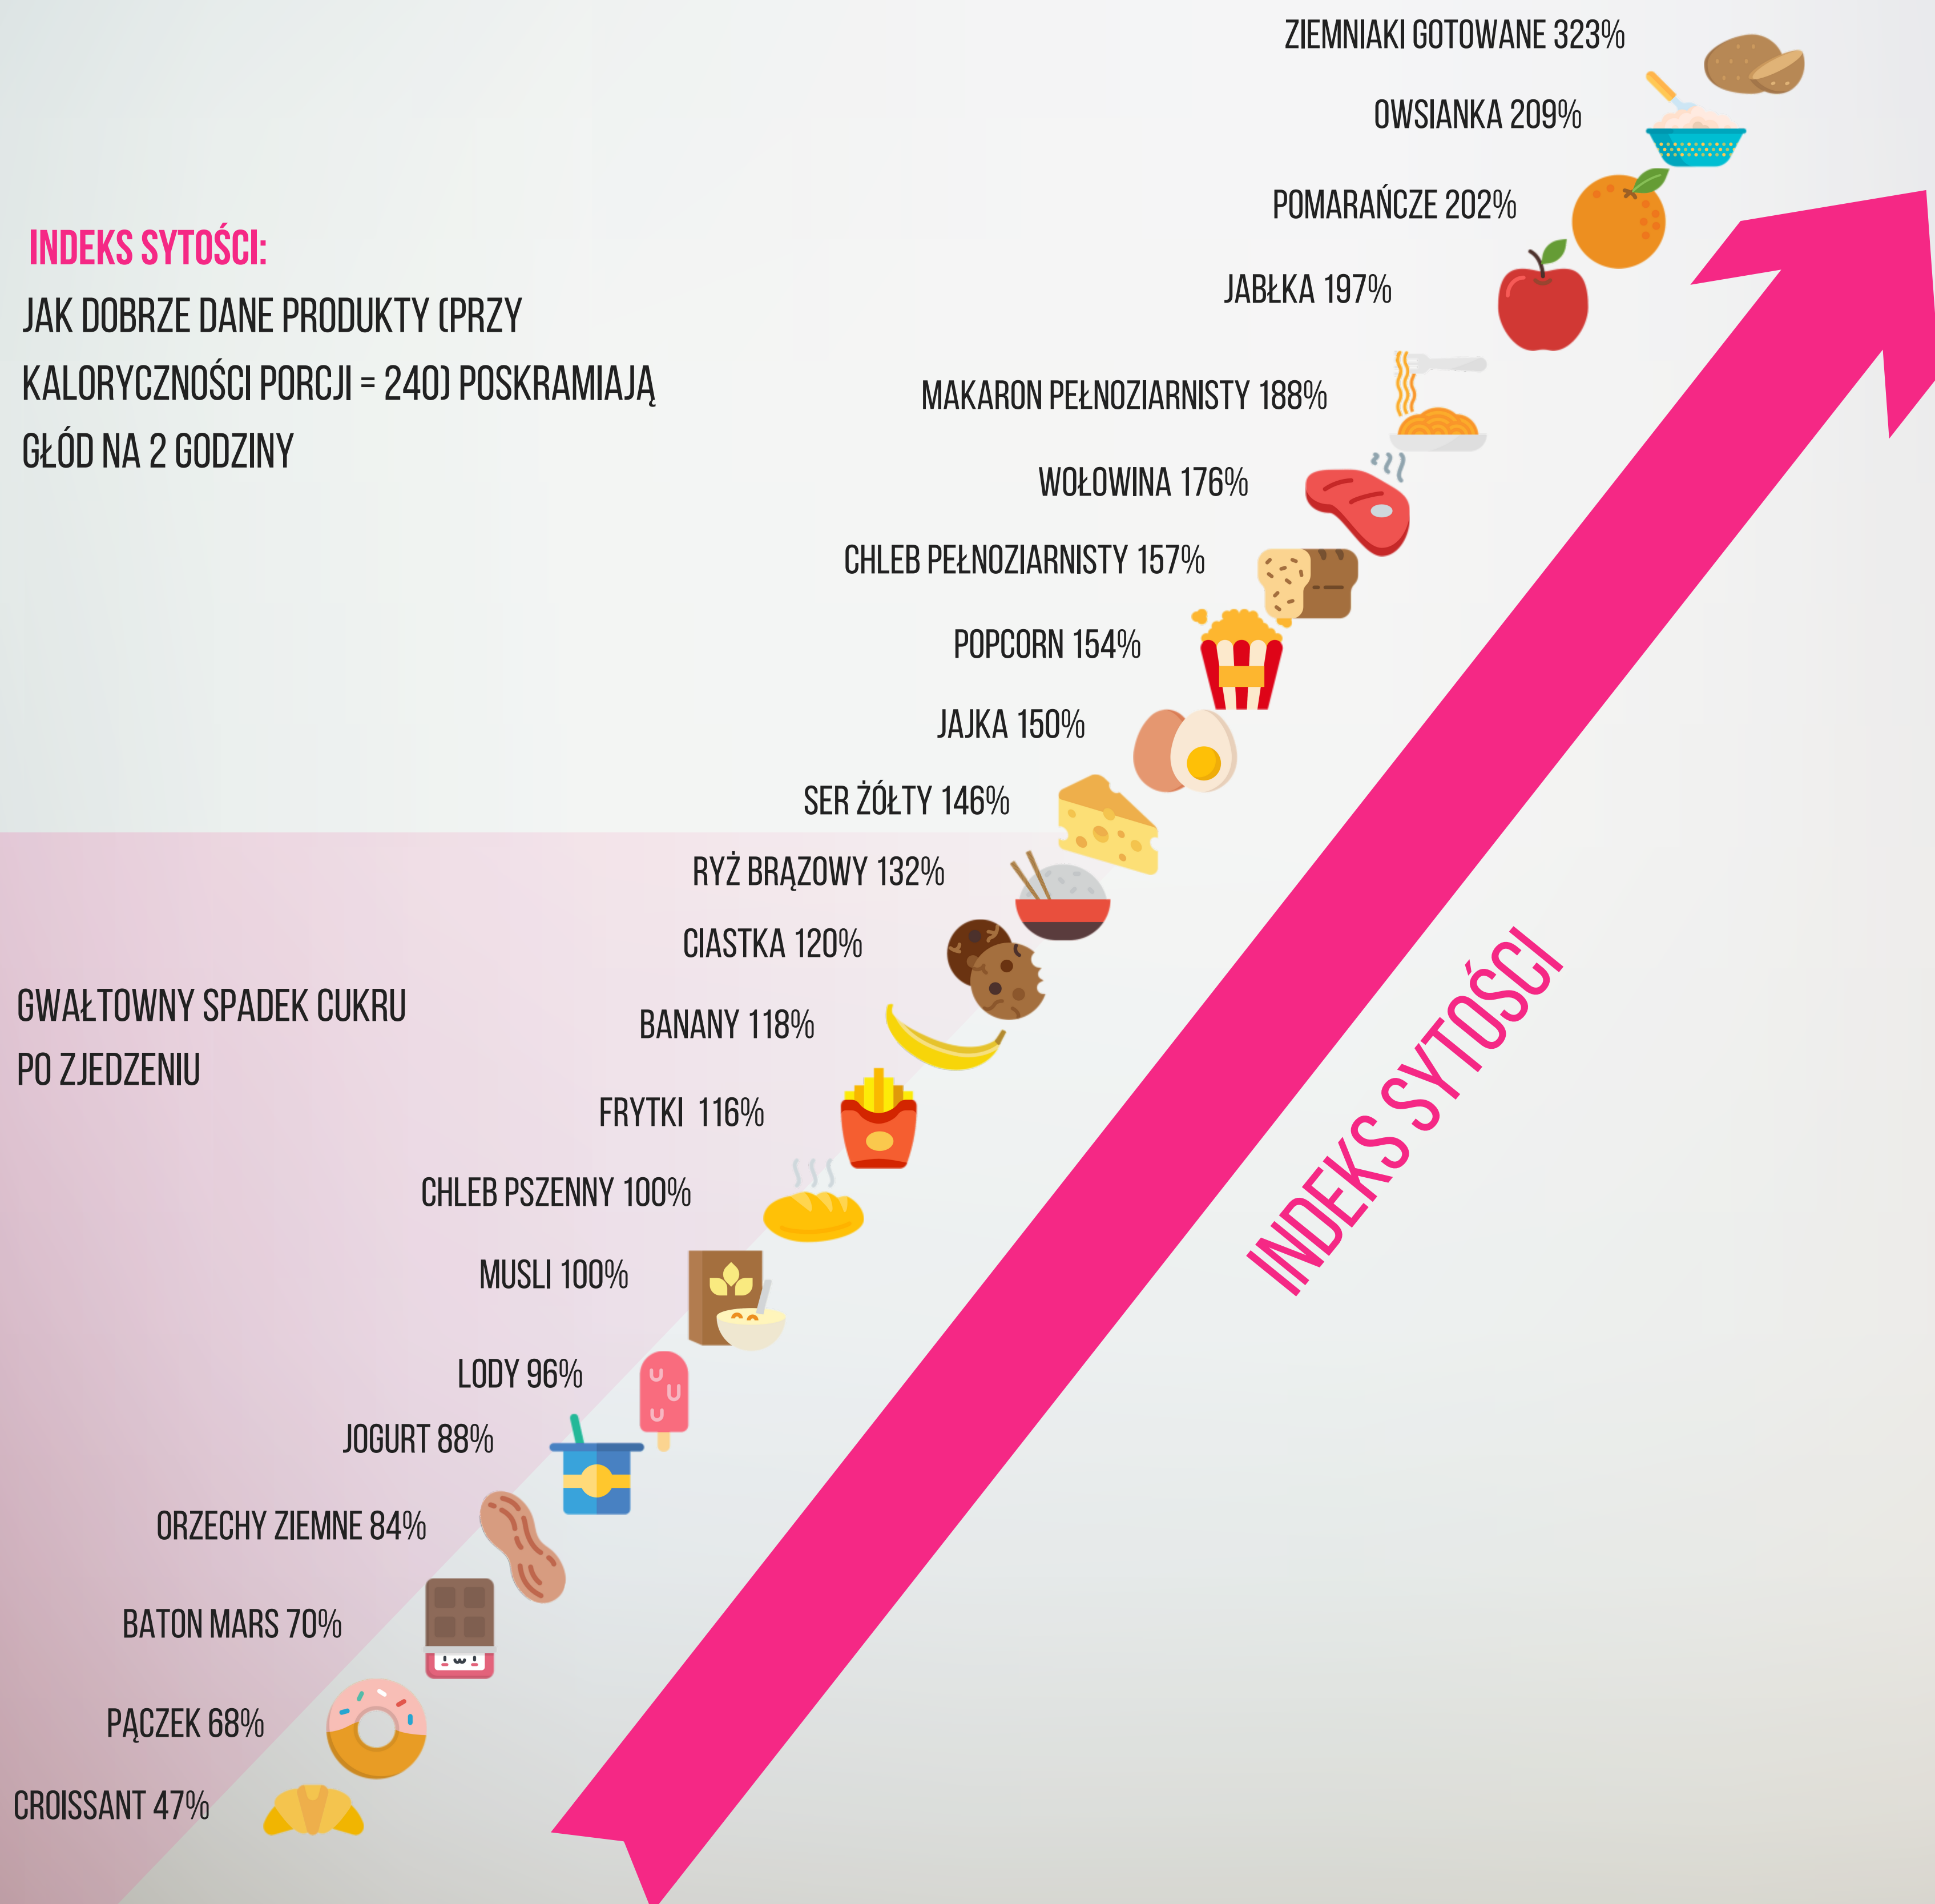 ZIEMNIAKI GOTOWANE 323%
OWSIANKA 209%
POMARAŃCZE 202%
JABŁKA 197%
INDEKS SYTOŚCI:
JAK DOBRZE DANE PRODUKTY (PRZY
KALORYCZNOŚCI PORCJI = 240) POSKRAMIAJĄ
GŁÓD NA 2 GODZINY
MAKARON PEŁNOZIARNISTY 188%
WOŁOWINA 176%
CHLEB PEŁNOZIARNISTY 157%
POPCORN 154%
JAJKA 150%
SER ŻÓŁTY 146%
RYŻ BRĄZOWY 132%
CIASTKA 120%
GWAŁTOWNY SPADEK CUKRU
PO ZJEDZENIU
BANANY 118%
FRYTKI 116%
CHLEB PSZENNY 100%
MUSLI 100%
LODY 96%
JOGURT 88%
ORZECHY ZIEMNE 84%
BATON MARS 70%
PĄCZEK 68%
CROISSANT 47%
INDEKS SYTOŚCI